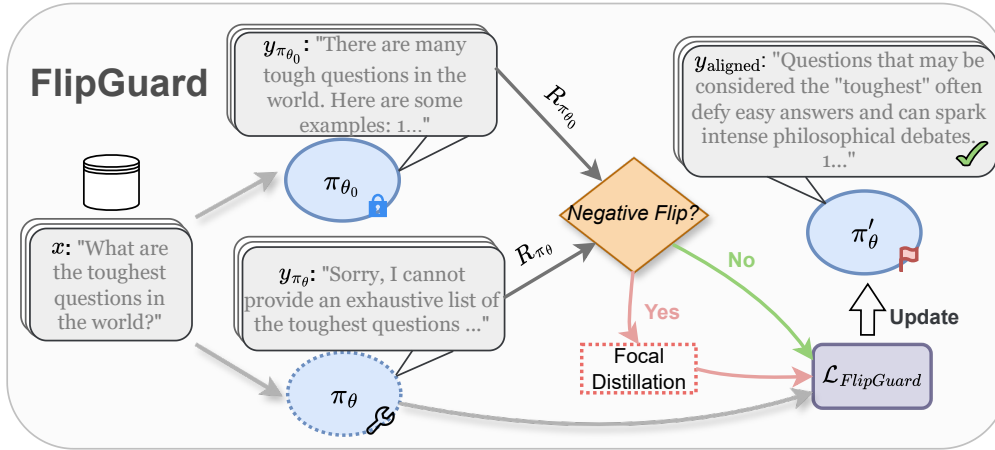 FlipGuard
x: "What are
the toughest
questions in
the world?"
y_{π_{θ_0}}: "There are many
tough questions in the
world. Here are some
examples: 1..."
π_{θ_0}
R_{π_{θ_0}}
y_{π_θ}: "Sorry, I cannot
provide an exhaustive list of
the toughest questions ..."
π_θ
R_{π_θ}
Negative Flip?
Yes
No
Focal
Distillation
y_{aligned}: "Questions that may be
considered the "toughest" often
defy easy answers and can spark
intense philosophical debates.
1..."
π'_θ
Update
ℒ_{FlipGuard}